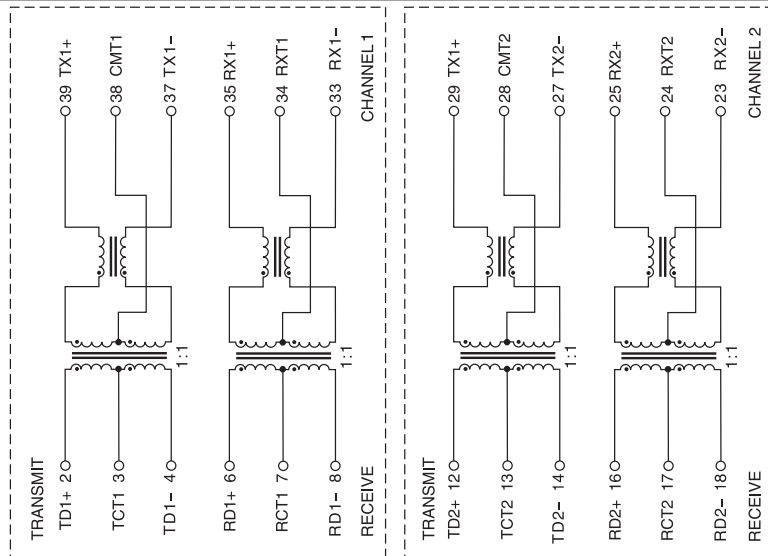 39 TX1+
38 CMT1
37 TX1-
35 RX1+
34 RXT1
33 RX1-
CHANNEL 1
29 TX1+
28 CMT2
27 TX2-
25 RX2+
24 RXT2
23 RX2-
CHANNEL 2
1:1
1:1
1:1
1:1
TRANSMIT
TD1+ 2
TCT1 3
TD1- 4
RD1+ 6
RCT1 7
RD1- 8
RECEIVE
TRANSMIT
TD2+ 12
TCT2 13
TD2- 14
RD2+ 16
RCT2 17
RD2- 18
RECEIVE